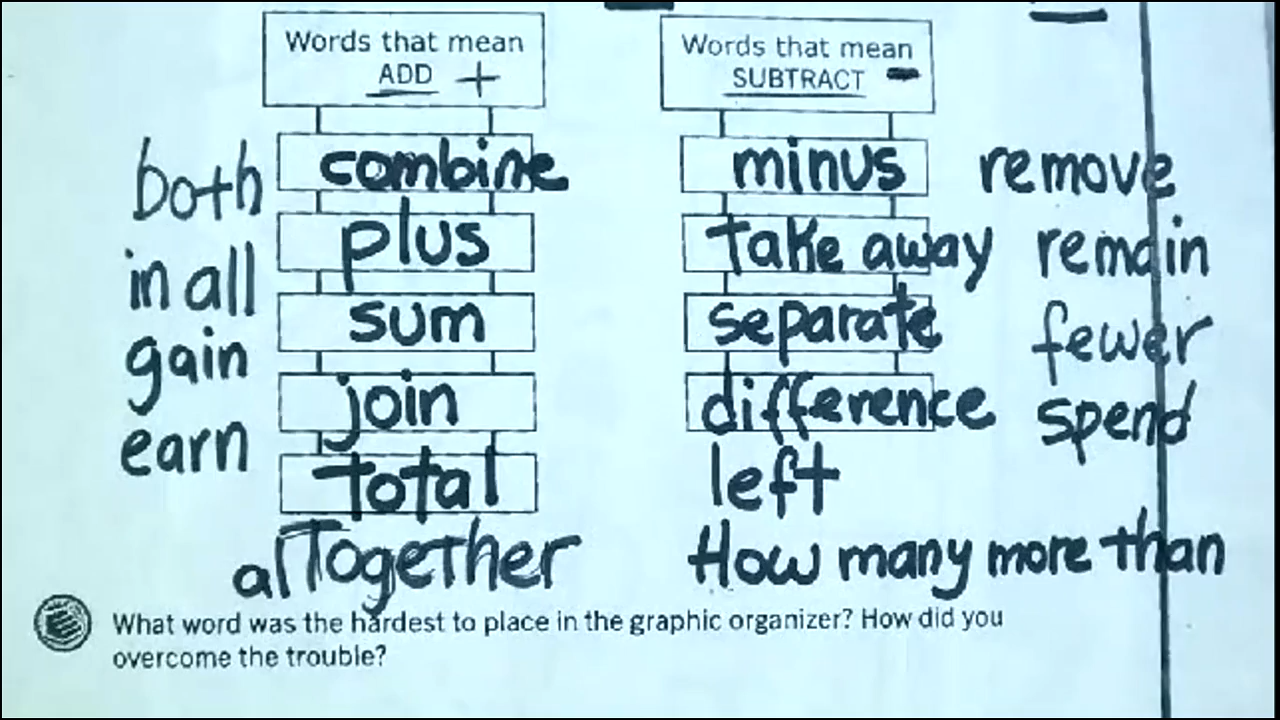 Words that mean
ADD +
Words that mean
SUBTRACT -
both
in all
gain
earn
combine
plus
sum
join
total
altogether
minus
take away
separate
difference
left
How many more than
remove
remain
fewer
spend
What word was the hardest to place in the graphic organizer? How did you
overcome the trouble?